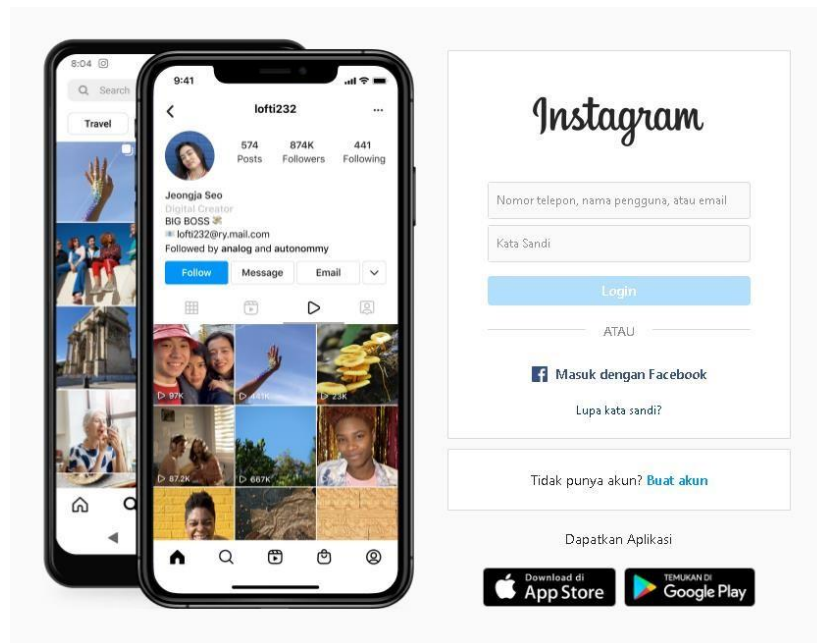 8:04
Search
Travel
9:41
lofti232
...
574 874K 441
Posts Followers Following
Jeongja Seo
Digital Creator
BIG BOSS
lofti232@ry.mail.com
Followed by analog and autonommy
Follow Message Email
97K 441K 23K
87.2K 667K
Instagram
Nomor telepon, nama pengguna, atau email
Kata Sandi
Login
ATAU
Masuk dengan Facebook
Lupa kata sandi?
Tidak punya akun? Buat akun
Dapatkan Aplikasi
Download di
App Store
TEMUKAN DI
Google Play